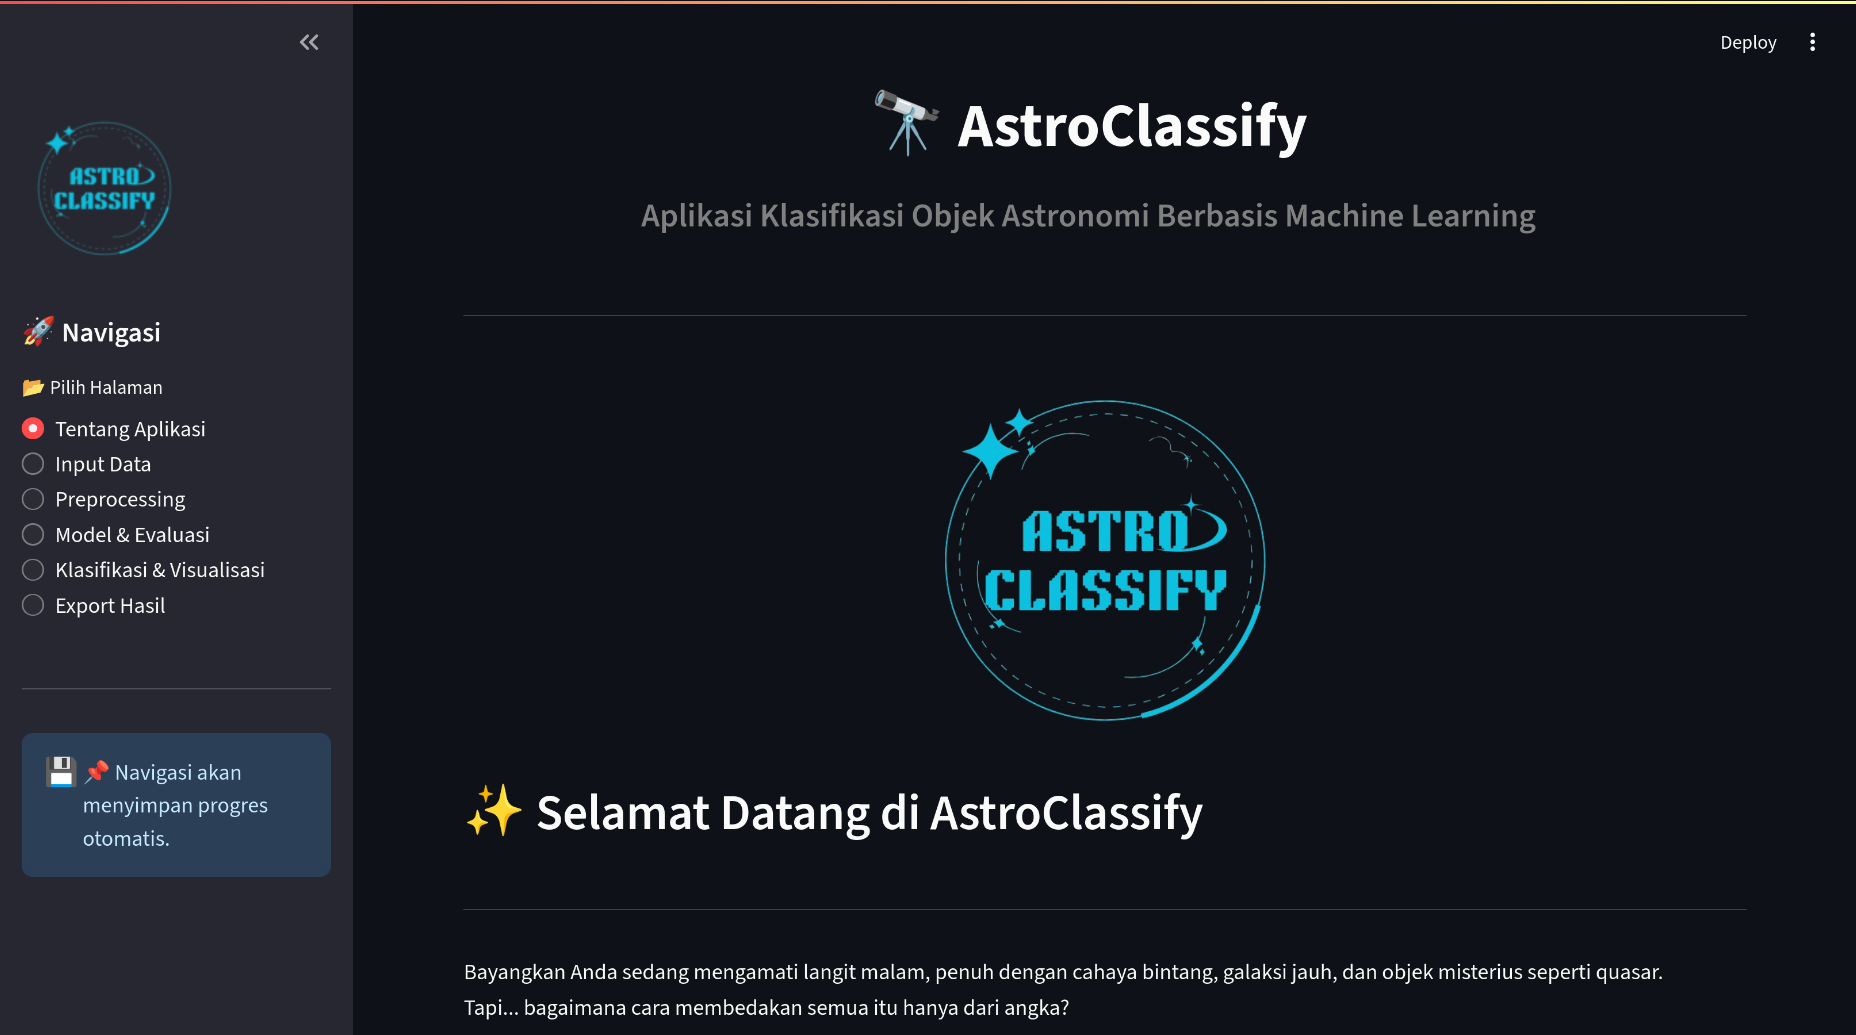 Deploy
ASTRO
CLASSIFY
🚀 Navigasi
📂 Pilih Halaman
Tentang Aplikasi
Input Data
Preprocessing
Model & Evaluasi
Klasifikasi & Visualisasi
Export Hasil
💾 📌 Navigasi akan
menyimpan progres
otomatis.
🔭 AstroClassify
Aplikasi Klasifikasi Objek Astronomi Berbasis Machine Learning
ASTRO
CLASSIFY
✨ Selamat Datang di AstroClassify
Bayangkan Anda sedang mengamati langit malam, penuh dengan cahaya bintang, galaksi jauh, dan objek misterius seperti quasar.
Tapi... bagaimana cara membedakan semua itu hanya dari angka?